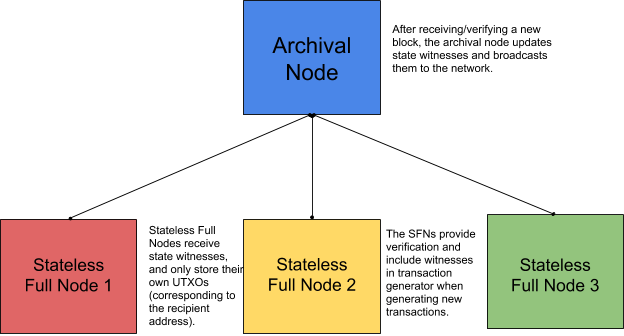 Archival
Node
After receiving/verifying a new
block, the archival node updates
state witnesses and broadcasts
them to the network.
Stateless
Full Node 1
Stateless Full
Nodes receive
state witnesses,
and only store their
own UTXOs
(corresponding to
the recipient
address).
Stateless
Full Node 2
The SFNs provide
verification and
include witnesses
in transaction
generator when
generating new
transactions.
Stateless
Full Node 3